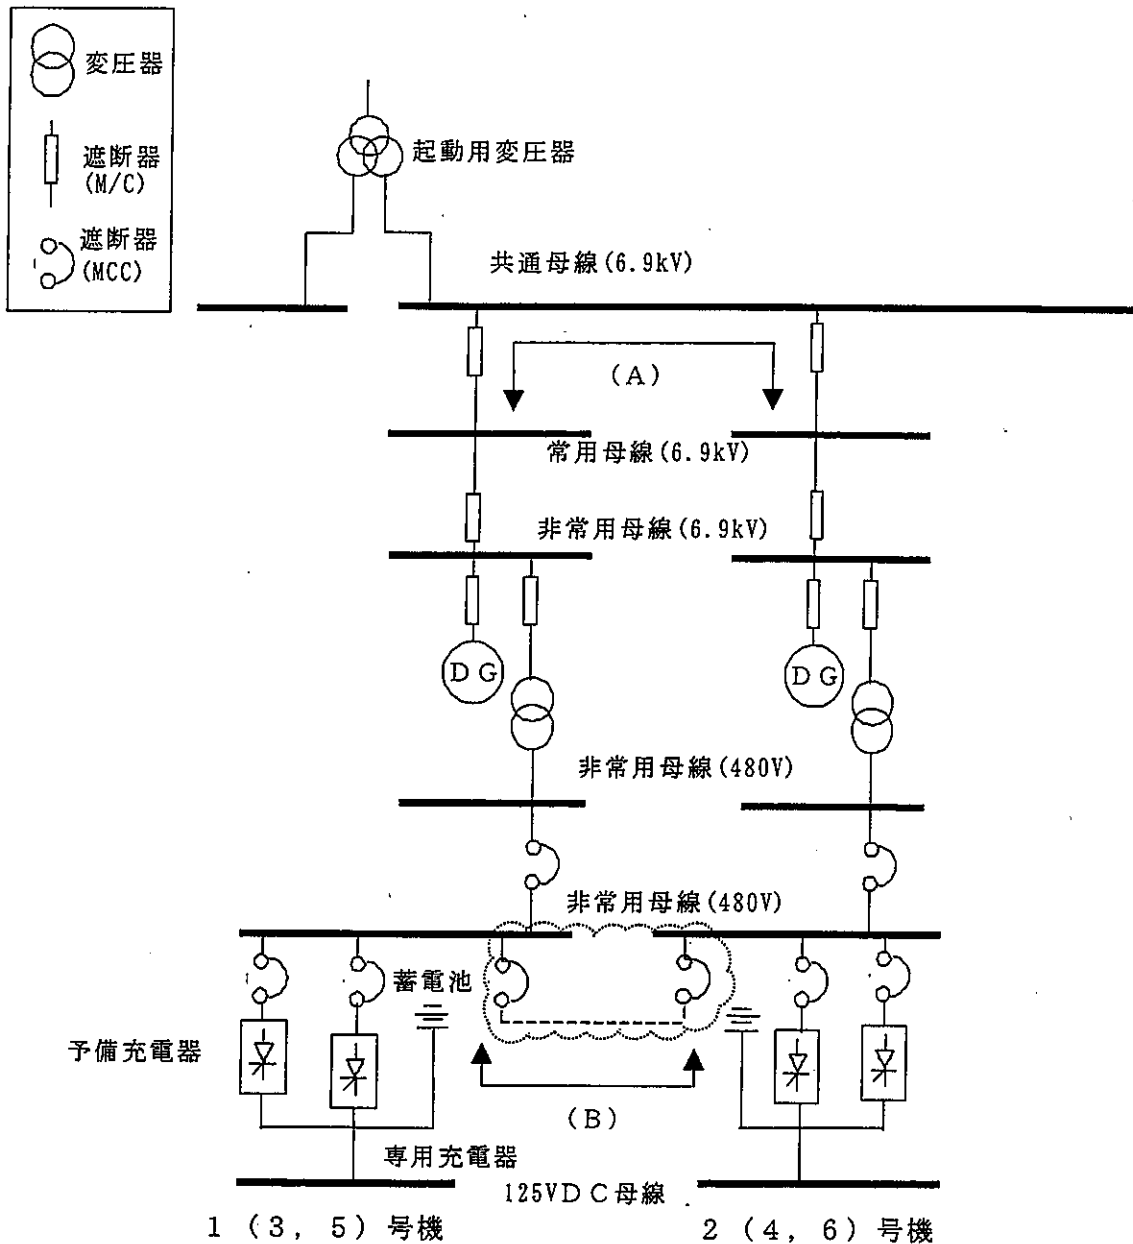 変圧器
遮断器
(M/C)
遮断器
(MCC)
起動用変圧器
共通母線(6.9kV)
(A)
常用母線(6.9kV)
非常用母線(6.9kV)
DG
DG
非常用母線(480V)
非常用母線(480V)
蓄電池
予備充電器
(B)
専用充電器
125VDC母線
1 (3, 5) 号機
2 (4, 6) 号機